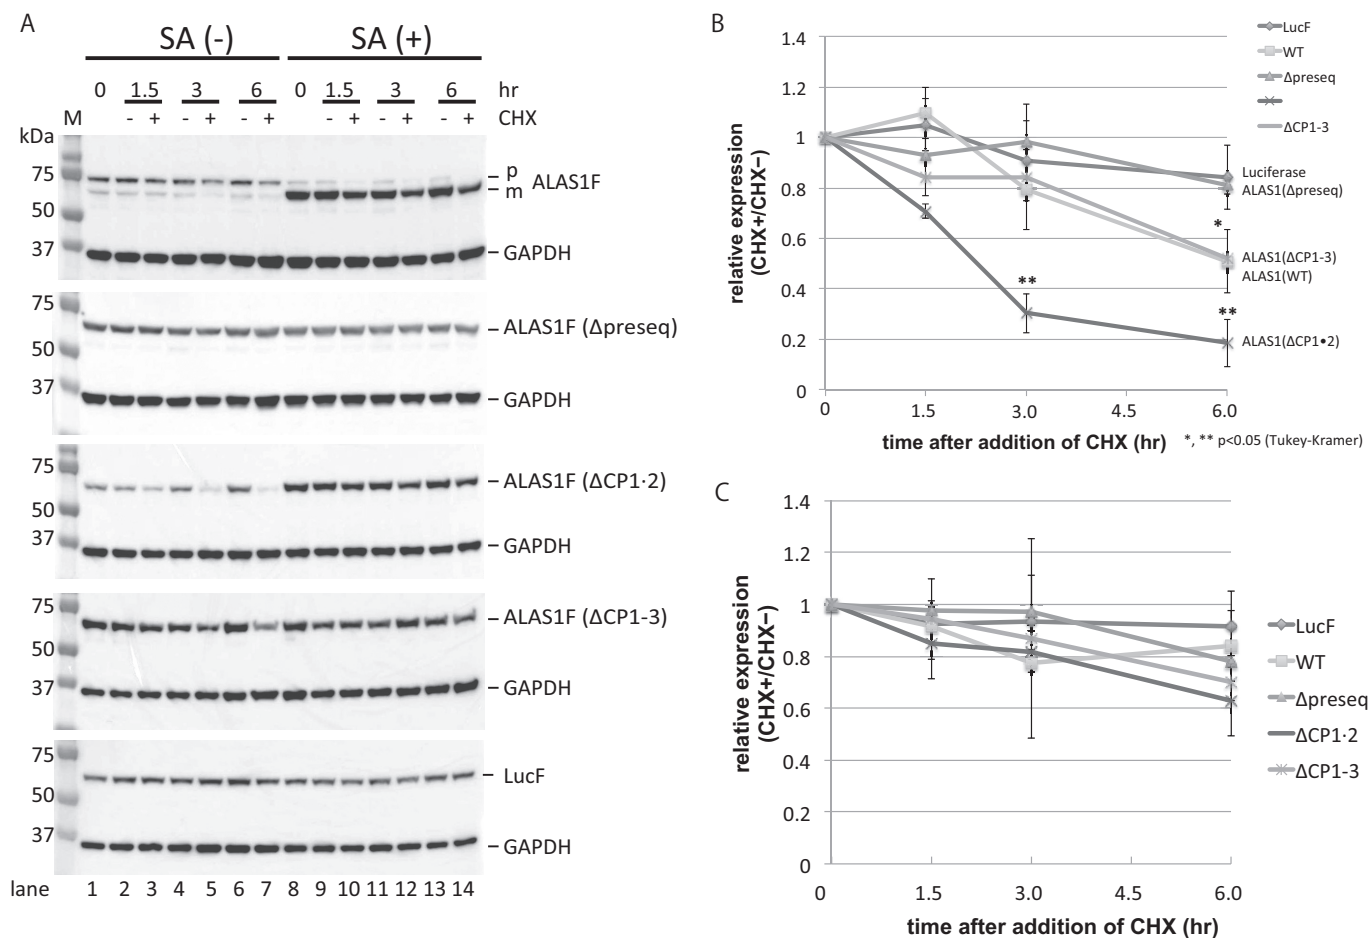 A
SA (-)
SA (+)
0 1.5 3 6 0 1.5 3 6 hr
M - + - + - + - + - + - + CHX
kDa
75
50
37
p
m
ALAS1F
GAPDH
75
50
37
ALAS1F (Δpreseq)
GAPDH
75
50
37
ALAS1F (ΔCP1·2)
GAPDH
75
50
37
ALAS1F (ΔCP1-3)
GAPDH
75
50
37
LucF
GAPDH
lane 1 2 3 4 5 6 7 8 9 10 11 12 13 14
B
relative expression
(CHX+/CHX−)
1.4
1.2
1
0.8
0.6
0.4
0.2
0
0 1.5 3.0 4.5 6.0
time after addition of CHX (hr)
*, ** p<0.05 (Tukey-Kramer)
LucF
WT
Δpreseq
ΔCP1-3
Luciferase
ALAS1(Δpreseq)
*
ALAS1(ΔCP1-3)
ALAS1(WT)
**
**
ALAS1(ΔCP1•2)
C
relative expression
(CHX+/CHX−)
1.4
1.2
1
0.8
0.6
0.4
0.2
0
0 1.5 3.0 4.5 6.0
time after addition of CHX (hr)
LucF
WT
Δpreseq
ΔCP1·2
ΔCP1-3